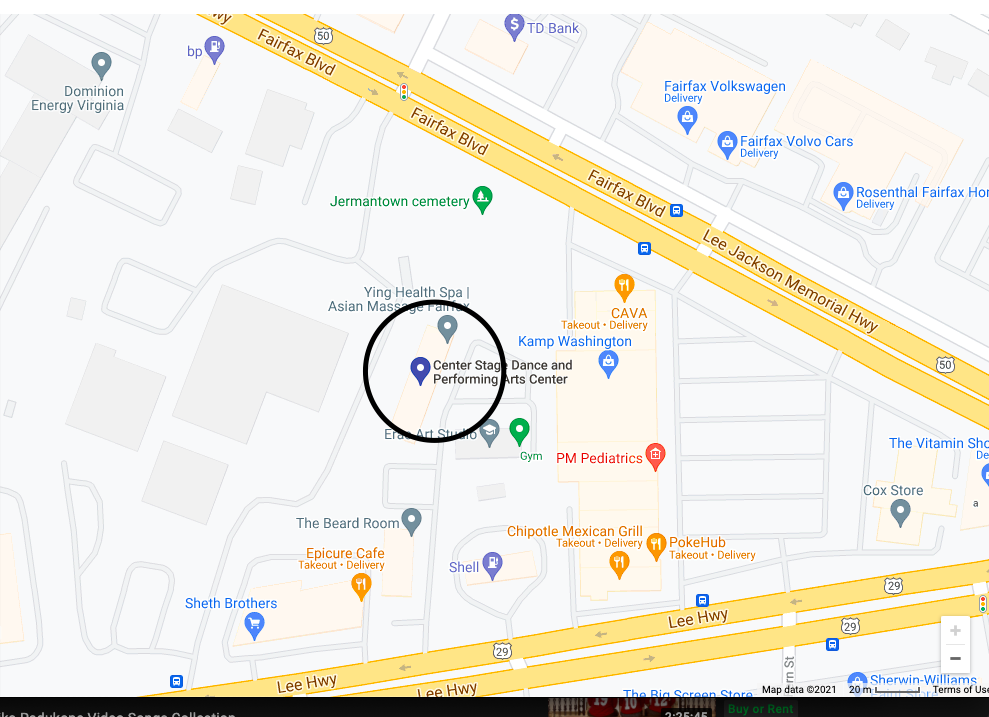 wy
50
TD Bank
bp
Fairfax Blvd
Dominion
Energy Virginia
Fairfax Volkswagen
Delivery
Fairfax Blvd
Fairfax Volvo Cars
Delivery
Fairfax Blvd
Rosenthal Fairfax Hon
Delivery
Jermantown cemetery
Lee Jackson Memorial Hwy
Ying Health Spa |
Asian Massage Fairfax
CAVA
Takeout • Delivery
Kamp Washington
50
Center Stage Dance and
Performing Arts Center
Erae Art Studio
Gym
PM Pediatrics
The Vitamin Sho
De
Cox Store
a
The Beard Room
Chipotle Mexican Grill
Takeout • Delivery
PokeHub
Takeout • Delivery
Epicure Cafe
Takeout • Delivery
Shell
Sheth Brothers
29
Lee Hwy
29
29
Lee Hwy
Lee Hwy
rn St
Sherwin-Williams
The Big Screen Store
Map data ©2021
20 m
Terms of Use
Buy or Rent
2:25:45